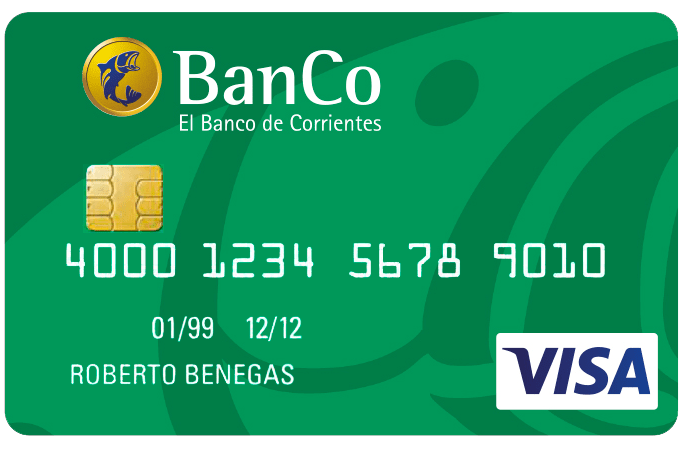 BanCo
El Banco de Corrientes
4000 1234 5678 9010
01/99 12/12
ROBERTO BENEGAS
VISA